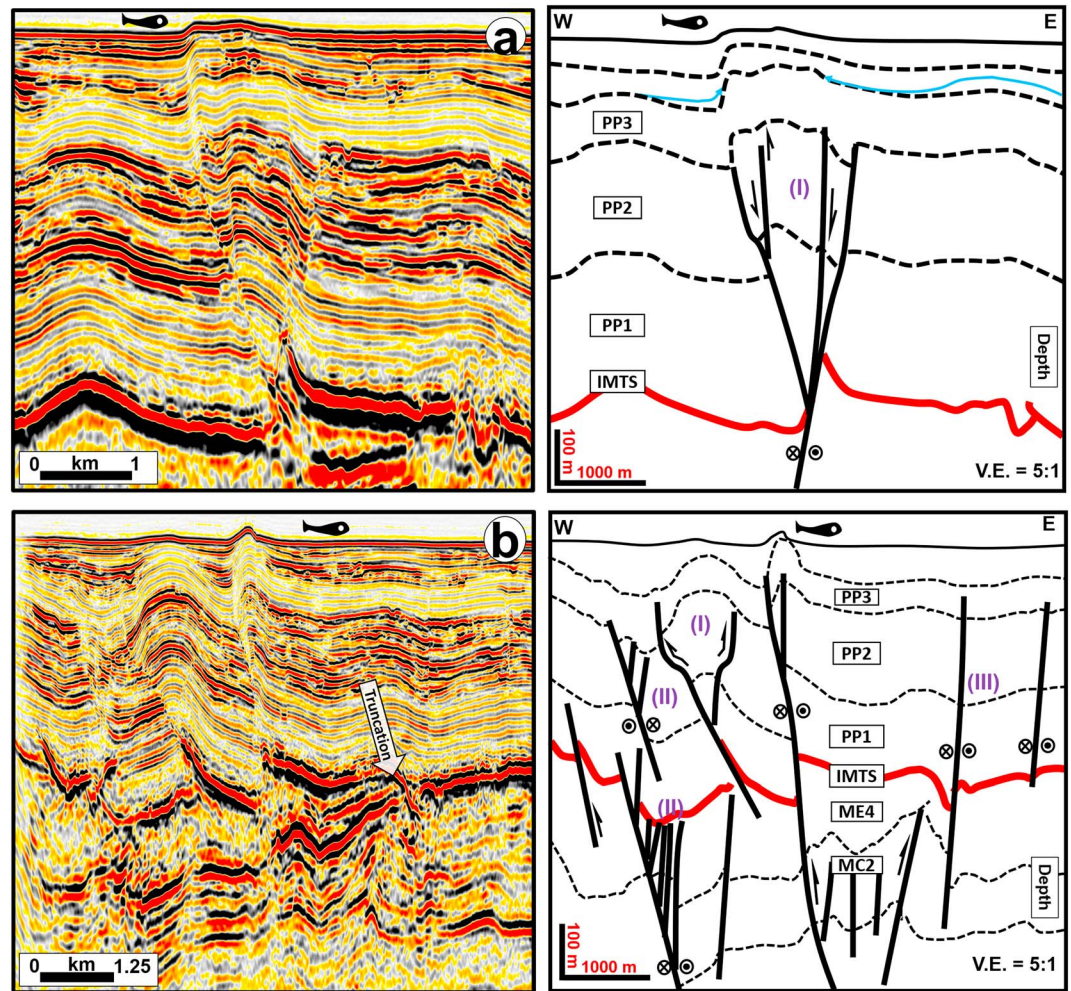 a
0 km 1
W
E
PP3
(I)
PP2
PP1
IMTS
Depth
100 m
1000 m
V.E. = 5:1
b
Truncation
0 km 1.25
W
E
PP3
(I)
PP2
(II)
(III)
PP1
IMTS
(II)
ME4
MC2
Depth
100 m
1000 m
V.E. = 5:1